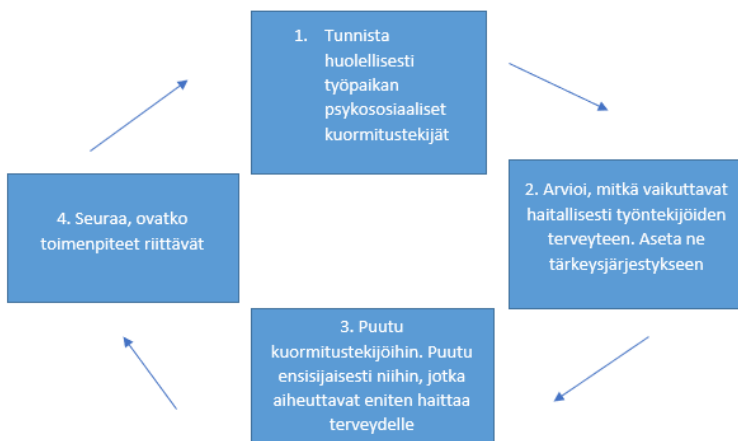 1. Tunnista
huolellisesti
työpaikan
psykososiaaliset
kuormitustekijät
2. Arvioi, mitkä vaikuttavat
haitallisesti työntekijöiden
terveyteen. Aseta ne
tärkeysjärjestykseen
3. Puutu
kuormitustekijöihin. Puutu
ensisijaisesti niihin, jotka
aiheuttavat eniten haittaa
terveydelle
4. Seuraa, ovatko
toimenpiteet riittävät